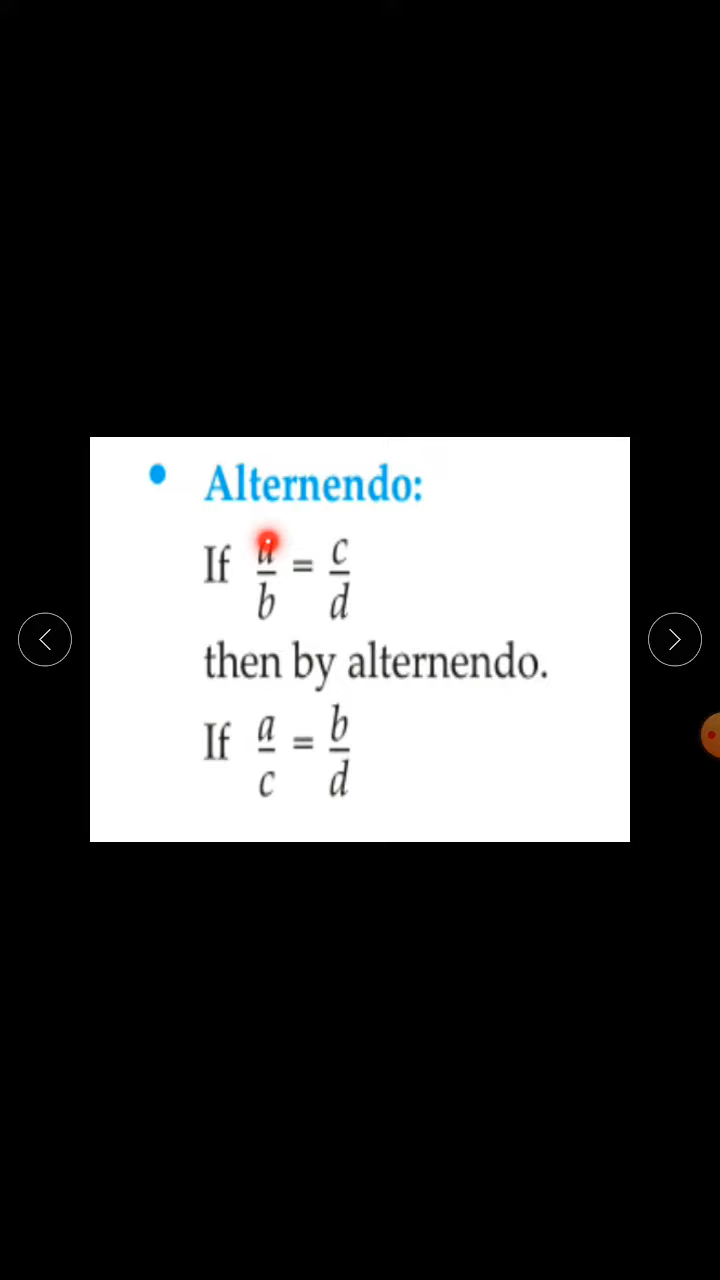 • Alternendo:
If a/b = c/d
then by alternendo.
If a/c = b/d